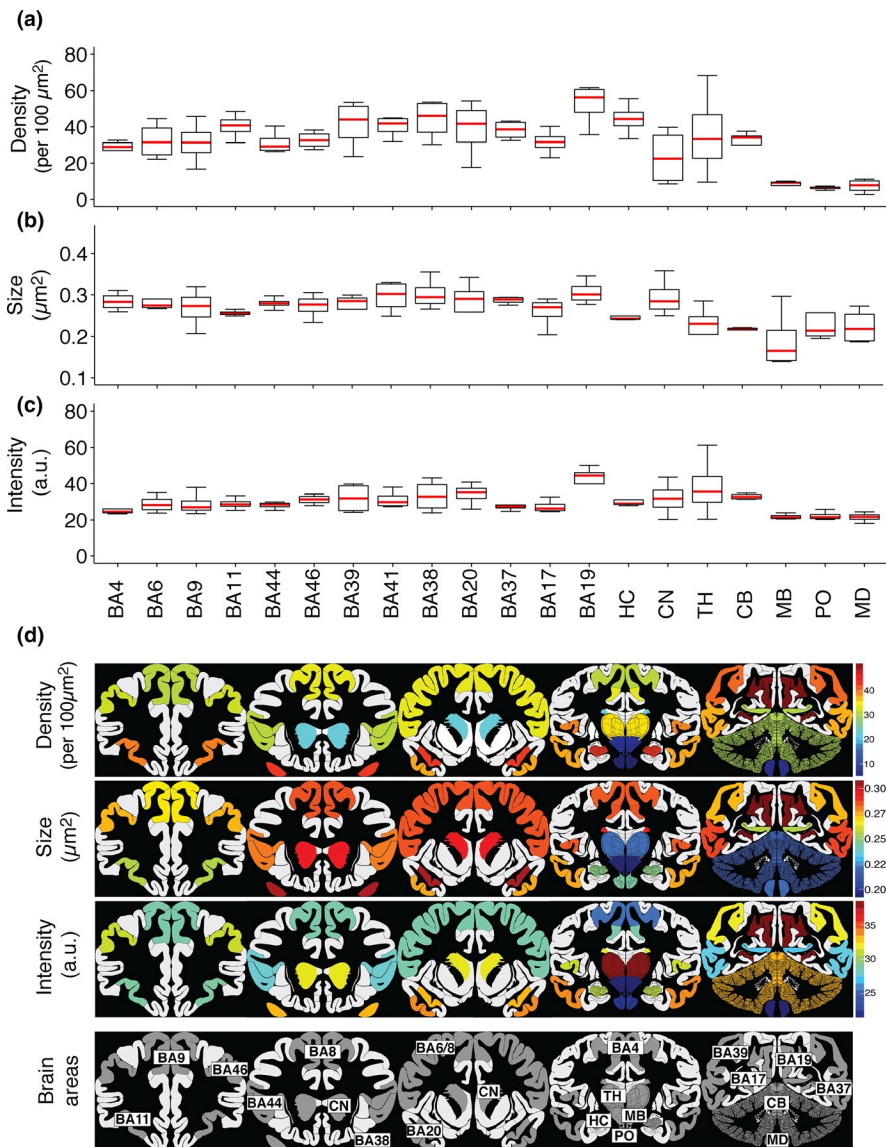 (a)
Density
(per 100 µm2)
80
60
40
20
0
(b)
Size
(µm2)
0.4
0.3
0.2
0.1
(c)
Intensity
(a.u.)
80
60
40
20
0
BA4
BA6
BA9
BA11
BA44
BA46
BA39
BA41
BA38
BA20
BA37
BA17
BA19
HC
CN
TH
CB
MB
PO
MD
(d)
Density
(per 100µm2)
40
30
20
10
Size
(µm2)
0.30
0.28
0.26
0.24
0.22
0.20
Intensity
(a.u.)
35
30
25
Brain
areas
BA9
BA46
BA11
BA8
BA44
CN
BA38
BA6/8
CN
BA20
BA4
TH
MB
HC
PO
BA39
BA19
BA17
BA37
CB
MD